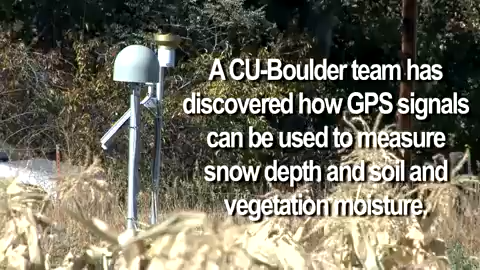 A CU-Boulder team has
discovered how GPS signals
can be used to measure
snow depth and soil and
vegetation moisture.